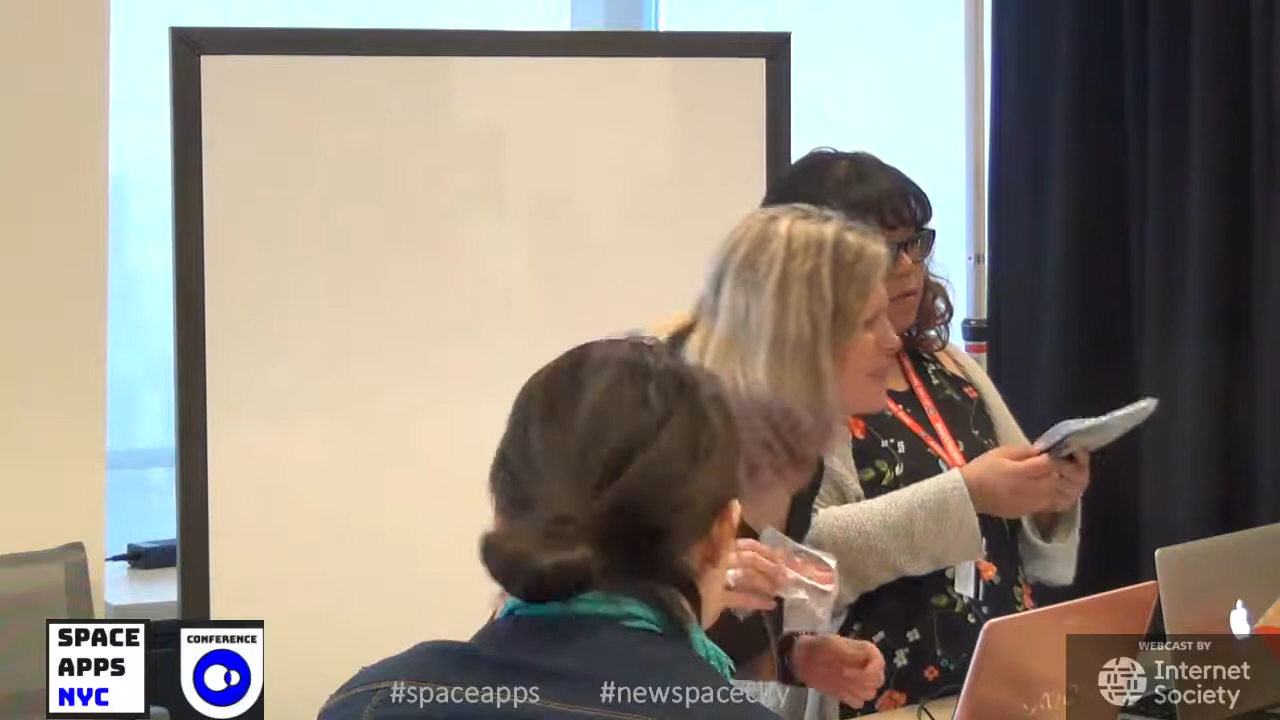 SPACE
APPS
NYC
CONFERENCE
#spaceapps #newspacecity
WEBCAST BY
Internet
Society